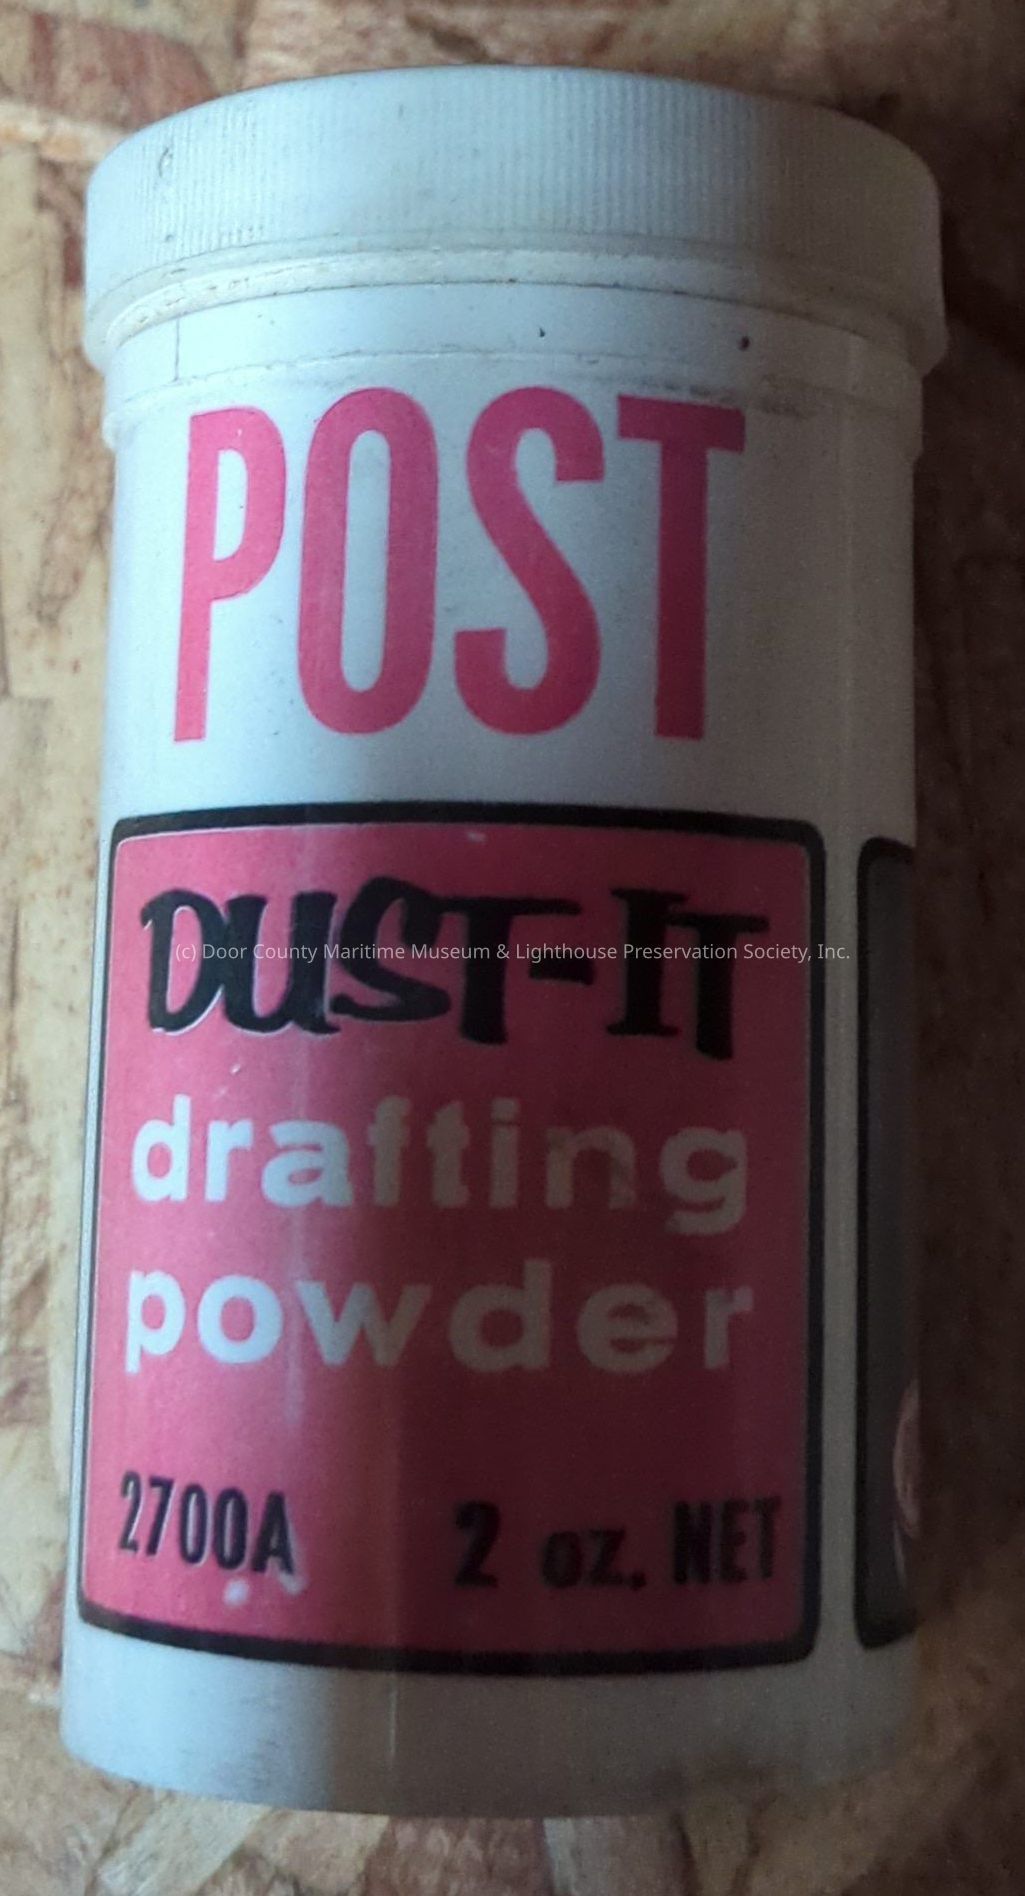 POST
DUST-IT
(c) Door County Maritime Museum & Lighthouse Preservation Society, Inc.
drafting
powder
2700A 2 oz. NET